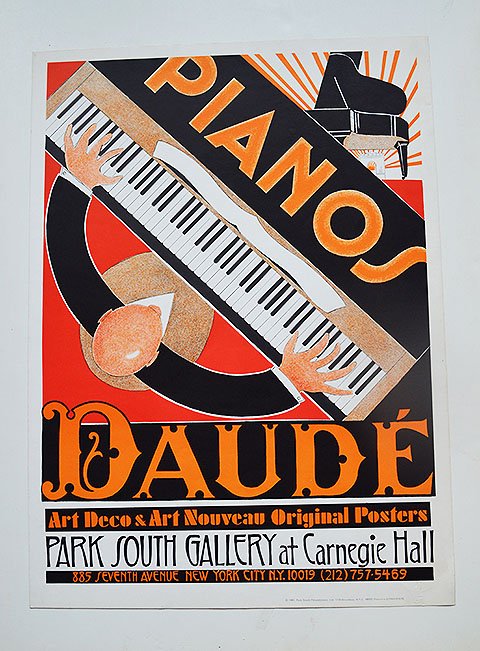 PIANOS
DAUDÉ
Art Deco & Art Nouveau Original Posters
PARK SOUTH GALLERY at Carnegie Hall
885 SEVENTH AVENUE NEW YORK CITY N.Y. 10019 (212) 757-5469